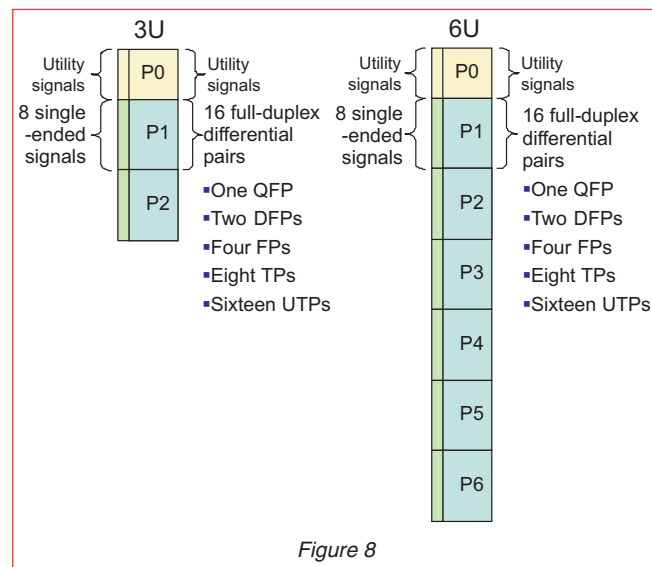 3U
Utility
signals
P0
Utility
signals
8 single
-ended
signals
P1
16 full-duplex
differential
pairs
P2
▪One QFP
▪Two DFPs
▪Four FPs
▪Eight TPs
▪Sixteen UTPs
6U
Utility
signals
P0
Utility
signals
8 single
-ended
signals
P1
16 full-duplex
differential
pairs
P2
▪One QFP
▪Two DFPs
▪Four FPs
▪Eight TPs
▪Sixteen UTPs
P3
P4
P5
P6
Figure 8